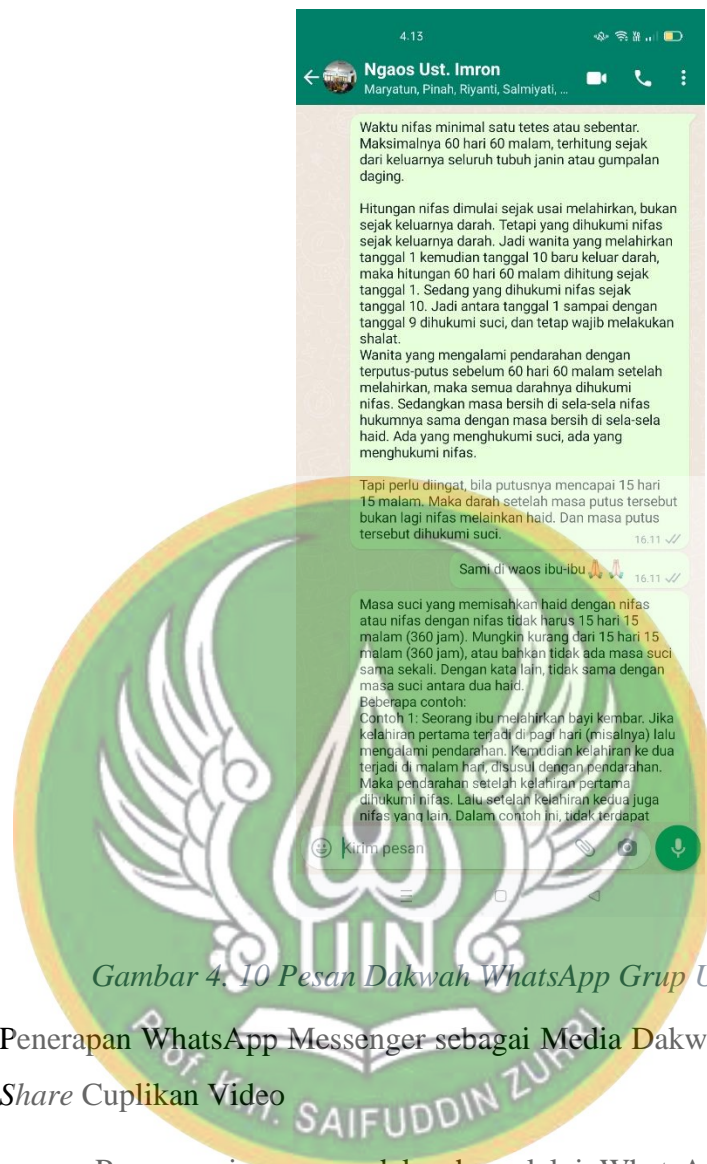 4.13
Ngaos Ust. Imron
Maryatun, Pinah, Riyanti, Salmiyati, ...
Waktu nifas minimal satu tetes atau sebentar.
Maksimalnya 60 hari 60 malam, terhitung sejak
dari keluarnya seluruh tubuh janin atau gumpalan
daging.
Hitungan nifas dimulai sejak usai melahirkan, bukan
sejak keluarnya darah. Tetapi yang dihukumi nifas
sejak keluarnya darah. Jadi wanita yang melahirkan
tanggal 1 kemudian tanggal 10 baru keluar darah,
maka hitungan 60 hari 60 malam dihitung sejak
tanggal 1. Sedang yang dihukumi nifas sejak
tanggal 10. Jadi antara tanggal 1 sampai dengan
tanggal 9 dihukumi suci, dan tetap wajib melakukan
shalat.
Wanita yang mengalami pendarahan dengan
terputus-putus sebelum 60 hari 60 malam setelah
melahirkan, maka semua darahnya dihukumi
nifas. Sedangkan masa bersih di sela-sela nifas
hukumnya sama dengan masa bersih di sela-sela
haid. Ada yang menghukumi suci, ada yang
menghukumi nifas.
Tapi perlu diingat, bila putusnya mencapai 15 hari
15 malam. Maka darah setelah masa putus tersebut
bukan lagi nifas melainkan haid. Dan masa putus
tersebut dihukumi suci.
16.11
Sami di waos ibu-ibu🙏🙏
16.11
Masa suci yang memisahkan haid dengan nifas
atau nifas dengan nifas tidak harus 15 hari 15
malam (360 jam). Mungkin kurang dari 15 hari 15
malam (360 jam), atau bahkan tidak ada masa suci
sama sekali. Dengan kata lain, tidak sama dengan
masa suci antara dua haid.
Beberapa contoh:
Contoh 1: Seorang ibu melahirkan bayi kembar. Jika
kelahiran pertama terjadi di pagi hari (misalnya) lalu
mengalami pendarahan. Kemudian kelahiran ke dua
terjadi di malam hari, disusul dengan pendarahan.
Maka pendarahan setelah kelahiran pertama
dihukumi nifas. Lalu setelah kelahiran kedua juga
nifas yang lain. Dalam contoh ini, tidak terdapat
Kirim pesan
UIN
Gambar 4. 10 Pesan Dakwah WhatsApp Grup U
Penerapan WhatsApp Messenger sebagai Media Dakw
Share Cuplikan Video
Prof. K.H. SAIFUDDIN ZUHRI